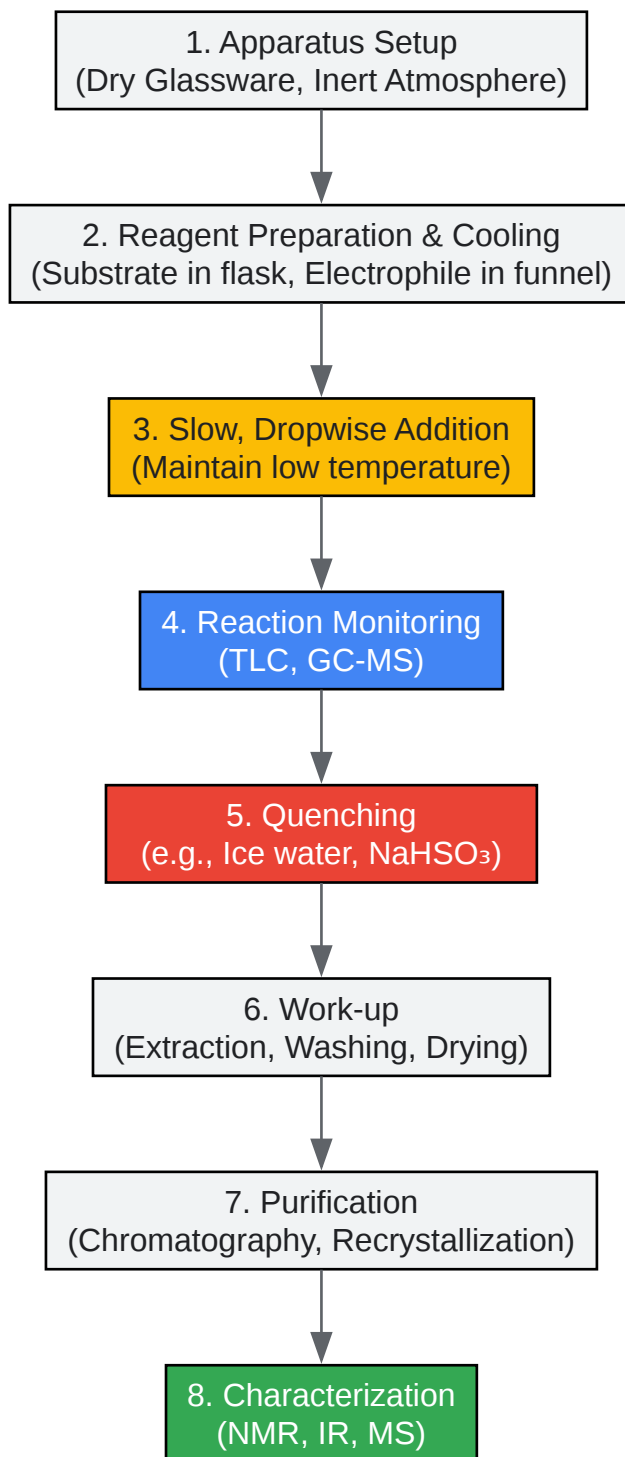 1. Apparatus Setup
(Dry Glassware, Inert Atmosphere)
2. Reagent Preparation & Cooling
(Substrate in flask, Electrophile in funnel)
3. Slow, Dropwise Addition
(Maintain low temperature)
4. Reaction Monitoring
(TLC, GC-MS)
5. Quenching
(e.g., Ice water, NaHSO₃)
6. Work-up
(Extraction, Washing, Drying)
7. Purification
(Chromatography, Recrystallization)
8. Characterization
(NMR, IR, MS)